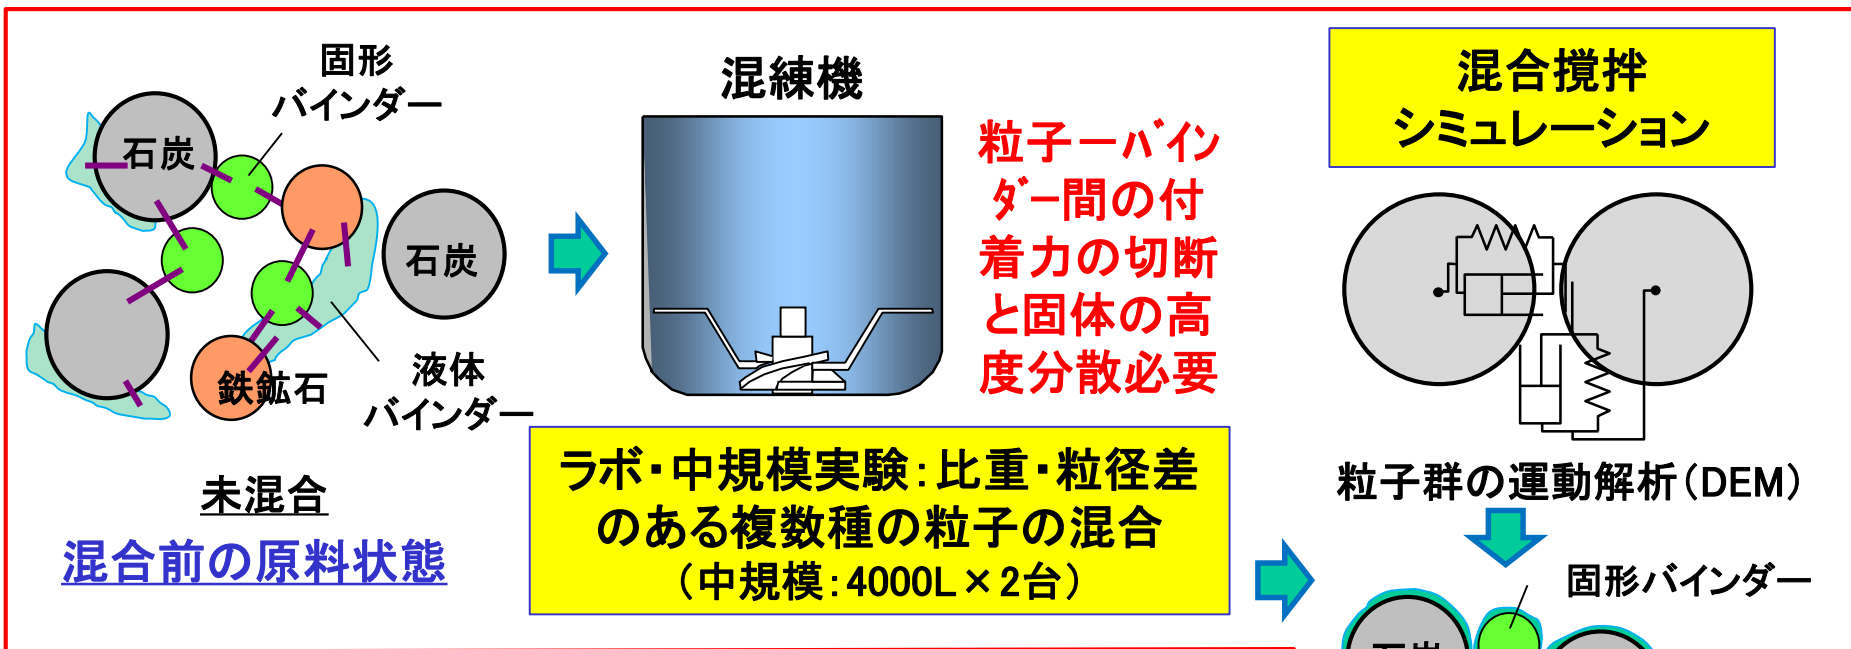 固形
バインダー
石炭
石炭
鉄鉱石
液体
バインダー
未混合
混合前の原料状態
混練機
粒子ーバイン
ダー間の付
着力の切断
と固体の高
度分散必要
ラボ・中規模実験:比重・粒径差
のある複数種の粒子の混合
(中規模:4000L×2台)
混合撹拌
シミュレーション
粒子群の運動解析(DEM)
固形バインダー
石炭